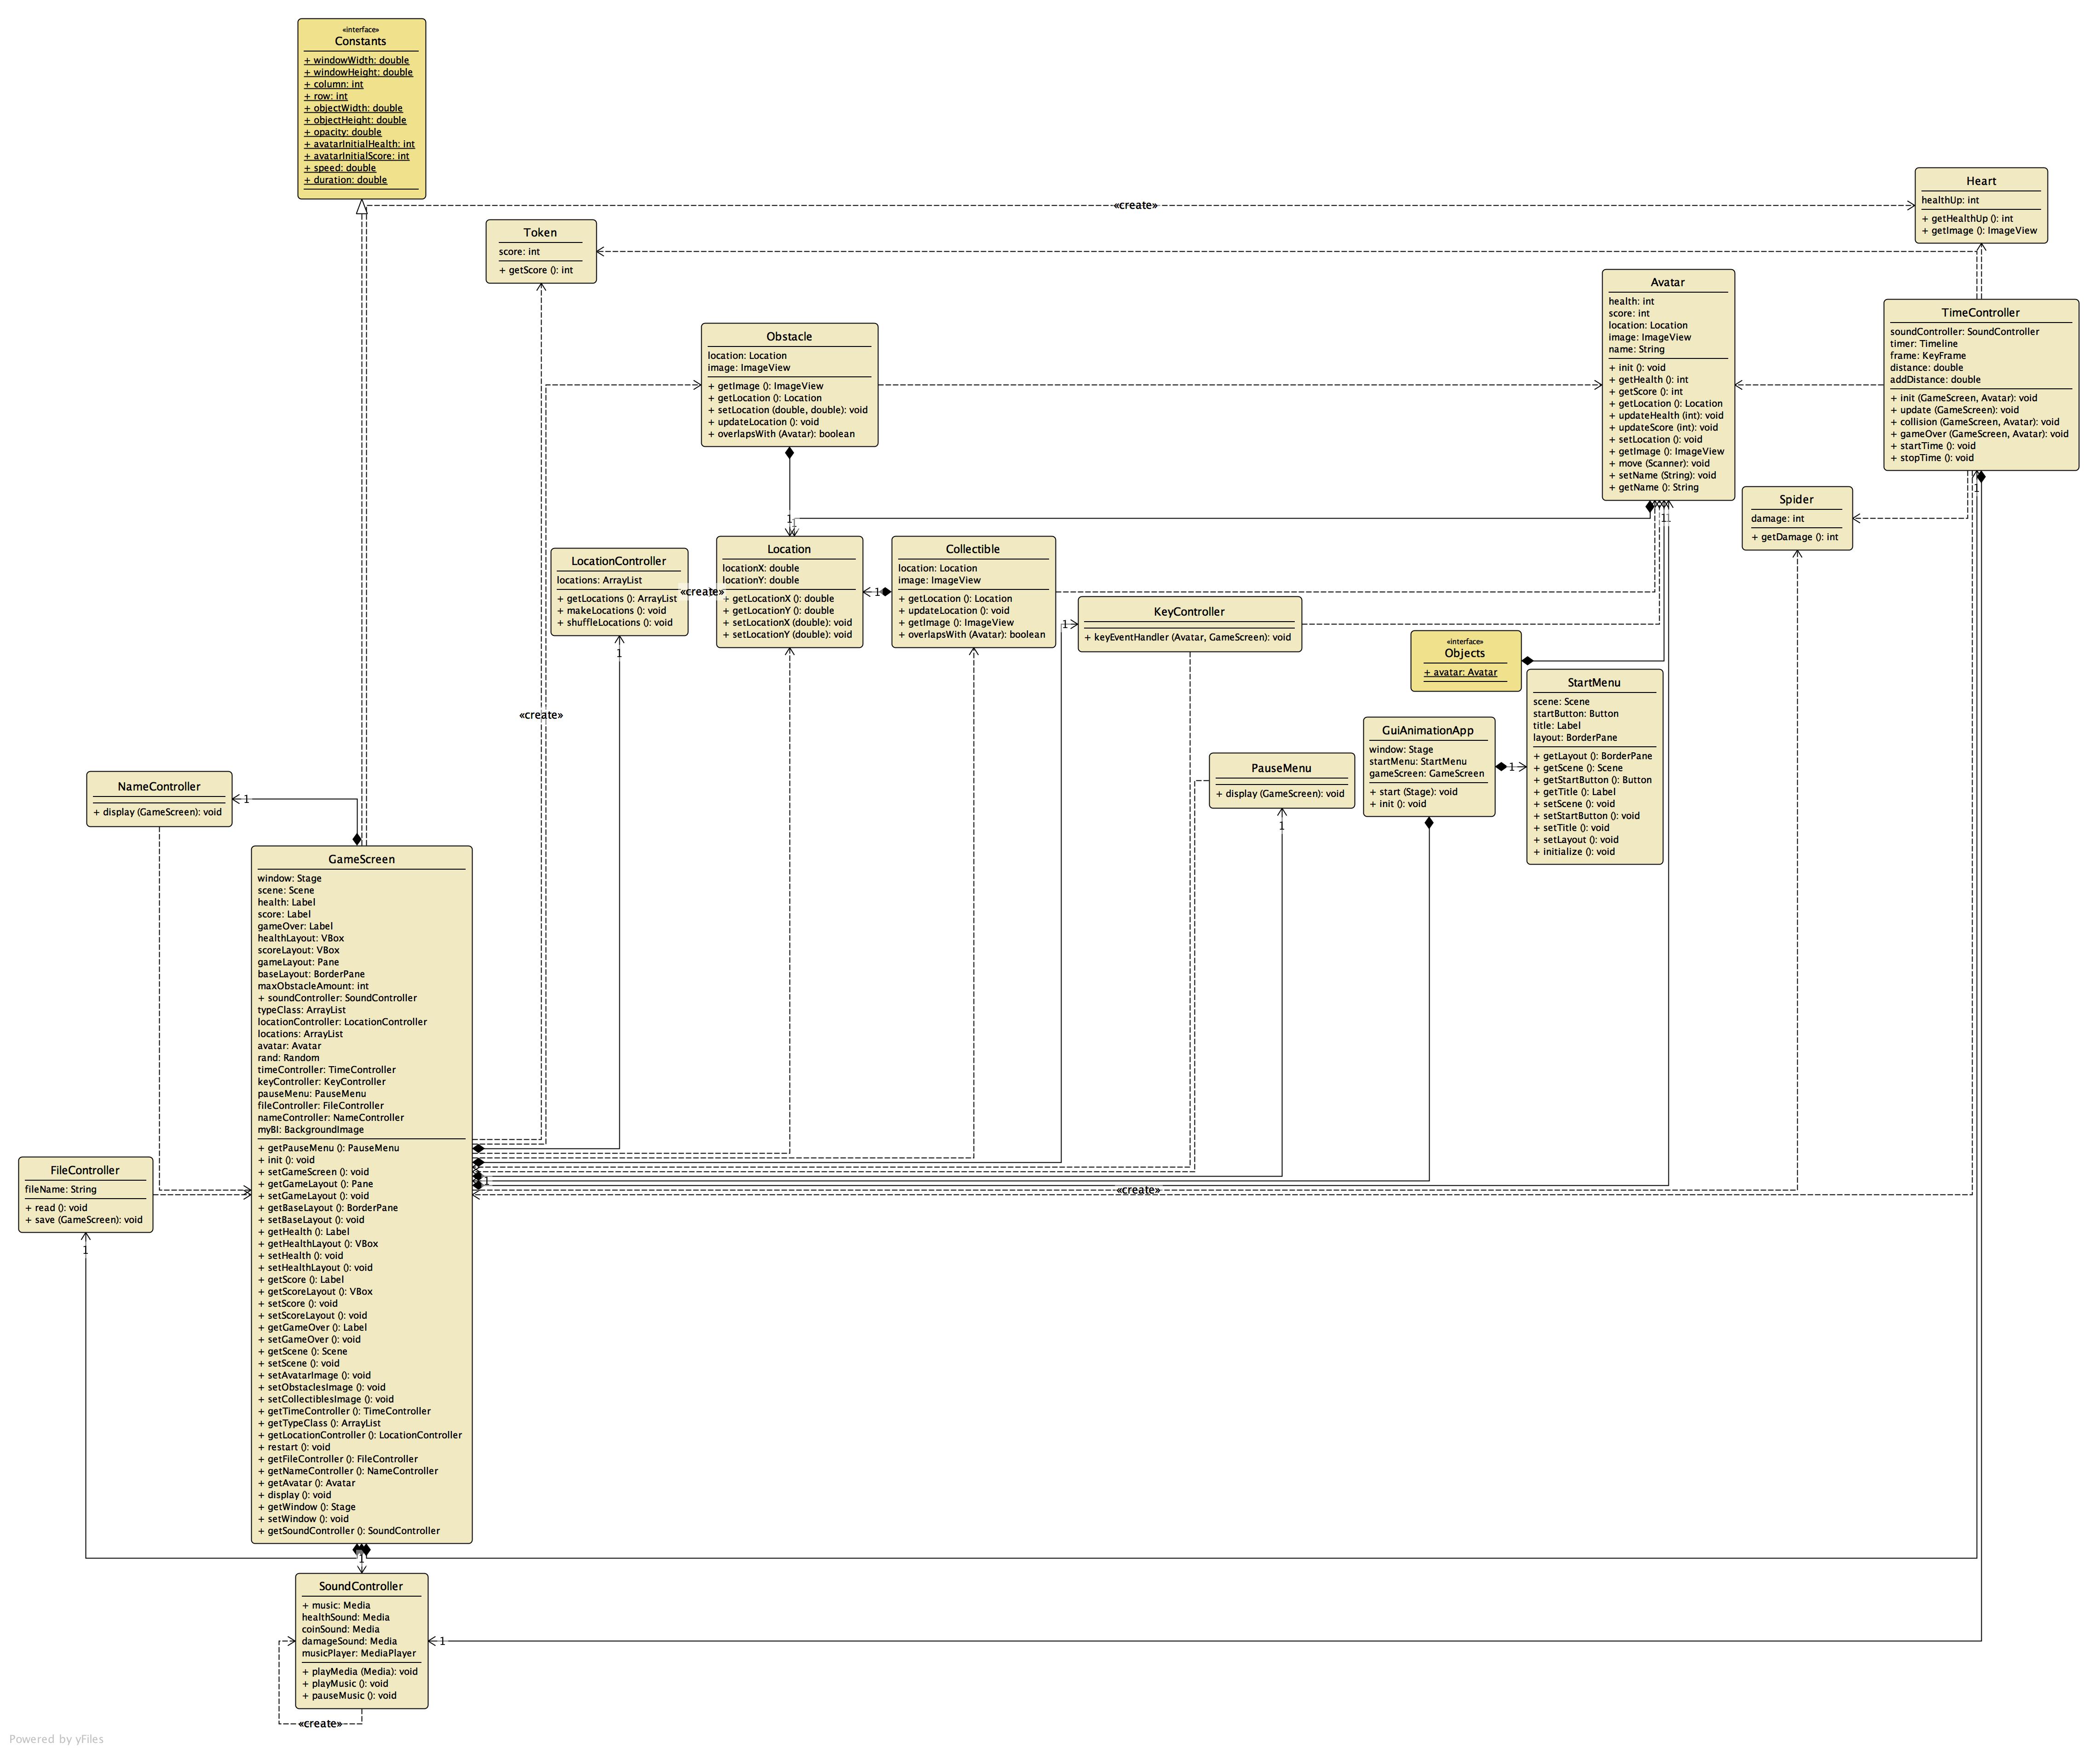 «interface»
Constants
+ windowWidth: double
+ windowHeight: double
+ column: int
+ row: int
+ objectWidth: double
+ objectHeight: double
+ opacity: double
+ avatarInitialHealth: int
+ avatarInitialScore: int
+ speed: double
+ duration: double
Heart
healthUp: int
+ getHealthUp (): int
+ getImage (): ImageView
«create»
Token
score: int
+ getScore (): int
Avatar
health: int
score: int
location: Location
image: ImageView
name: String
+ init (): void
+ getHealth (): int
+ getScore (): int
+ getLocation (): Location
+ updateHealth (int): void
+ updateScore (int): void
+ setLocation (): void
+ getImage (): ImageView
+ move (Scanner): void
+ setName (String): void
+ getName (): String
TimeController
soundController: SoundController
timer: Timeline
frame: KeyFrame
distance: double
addDistance: double
+ init (GameScreen, Avatar): void
+ update (GameScreen): void
+ collision (GameScreen, Avatar): void
+ gameOver (GameScreen, Avatar): void
+ startTime (): void
+ stopTime (): void
Obstacle
location: Location
image: ImageView
+ getImage (): ImageView
+ getLocation (): Location
+ setLocation (double, double): void
+ updateLocation (): void
+ overlapsWith (Avatar): boolean
1
Spider
damage: int
+ getDamage (): int
1
1
1
1
1
LocationController
locations: ArrayList
+ getLocations (): ArrayList
+ makeLocations (): void
+ shuffleLocations (): void
«create»
Location
locationX: double
locationY: double
+ getLocationX (): double
+ getLocationY (): double
+ setLocationX (double): void
+ setLocationY (double): void
1
Collectible
location: Location
image: ImageView
+ getLocation (): Location
+ updateLocation (): void
+ getImage (): ImageView
+ overlapsWith (Avatar): boolean
1
KeyController
+ keyEventHandler (Avatar, GameScreen): void
1
«interface»
Objects
+ avatar: Avatar
StartMenu
scene: Scene
startButton: Button
title: Label
layout: BorderPane
+ getLayout (): BorderPane
+ getScene (): Scene
+ getStartButton (): Button
+ getTitle (): Label
+ setScene (): void
+ setStartButton (): void
+ setTitle (): void
+ setLayout (): void
+ initialize (): void
«create»
GuiAnimationApp
window: Stage
startMenu: StartMenu
gameScreen: GameScreen
+ start (Stage): void
+ init (): void
1
PauseMenu
+ display (GameScreen): void
1
NameController
+ display (GameScreen): void
1
GameScreen
window: Stage
scene: Scene
health: Label
score: Label
gameOver: Label
healthLayout: VBox
scoreLayout: VBox
gameLayout: Pane
baseLayout: BorderPane
maxObstacleAmount: int
+ soundController: SoundController
typeClass: ArrayList
locationController: LocationController
locations: ArrayList
avatar: Avatar
rand: Random
timeController: TimeController
keyController: KeyController
pauseMenu: PauseMenu
fileController: FileController
nameController: NameController
myBI: BackgroundImage
+ getPauseMenu (): PauseMenu
+ init (): void
+ setGameScreen (): void
+ getGameLayout (): Pane
+ setGameLayout (): void
+ getBaseLayout (): BorderPane
+ setBaseLayout (): void
+ getHealth (): Label
+ getHealthLayout (): VBox
+ setHealth (): void
+ setHealthLayout (): void
+ getScore (): Label
+ getScoreLayout (): VBox
+ setScore (): void
+ setScoreLayout (): void
+ getGameOver (): Label
+ setGameOver (): void
+ getScene (): Scene
+ setScene (): void
+ setAvatarImage (): void
+ setObstaclesImage (): void
+ setCollectiblesImage (): void
+ getTimeController (): TimeController
+ getTypeClass (): ArrayList
+ getLocationController (): LocationController
+ restart (): void
+ getFileController (): FileController
+ getNameController (): NameController
+ getAvatar (): Avatar
+ display (): void
+ getWindow (): Stage
+ setWindow (): void
+ getSoundController (): SoundController
1
«create»
FileController
fileName: String
+ read (): void
+ save (GameScreen): void
1
1
SoundController
+ music: Media
healthSound: Media
coinSound: Media
damageSound: Media
musicPlayer: MediaPlayer
+ playMedia (Media): void
+ playMusic (): void
+ pauseMusic (): void
1
«create»
Powered by yFiles